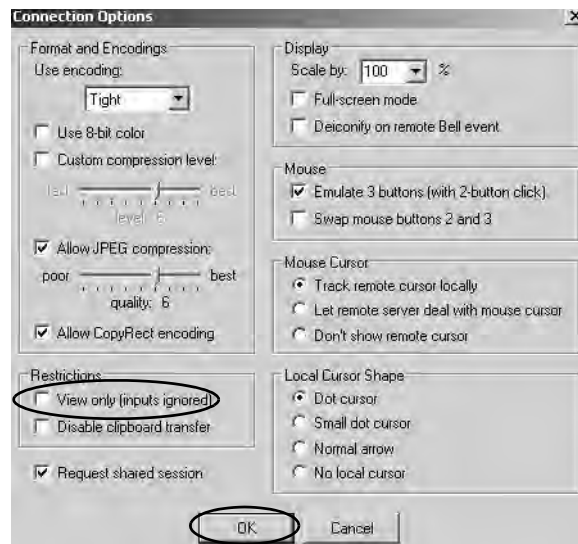 Connection Options
Format and Encodings
Use encoding:
Tight
Use 8-bit color
Custom compression level:
fast best
level: 6
Allow JPEG compression:
poor best
quality: 6
Allow CopyRect encoding
Restrictions
View only (inputs ignored)
Disable clipboard transfer
Request shared session
Display
Scale by: 100 %
Full-screen mode
Deiconify on remote Bell event
Mouse
Emulate 3 buttons (with 2-button click)
Swap mouse buttons 2 and 3
Mouse Cursor
Track remote cursor locally
Let remote server deal with mouse cursor
Don't show remote cursor
Local Cursor Shape
Dot cursor
Small dot cursor
Normal arrow
No local cursor
OK Cancel